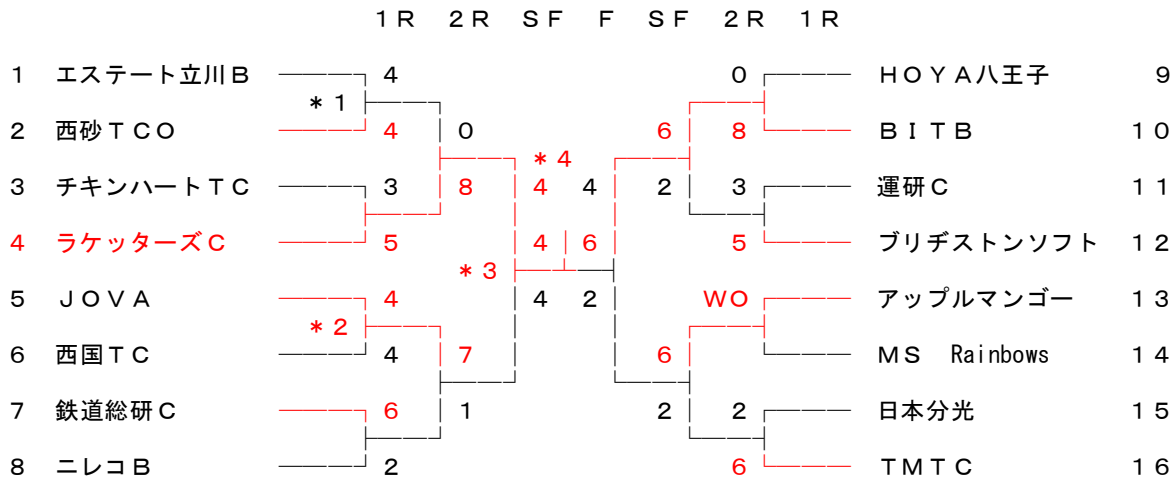 1R 2R SF F SF 2R 1R
1 エステート立川B 4 0 HOYA八王子 9
*1
2 西砂TCO 4 0 6 8 BITB 10
*4
3 チキンハートTC 3 8 4 4 2 3 運研C 11
4 ラケッターズC 5 4 6 5 ブリヂストンソフト 12
*3
5 JOVA 4 4 2 WO アップルマンゴー 13
*2
6 西国TC 4 7 6 MS Rainbows 14
7 鉄道総研C 6 1 2 2 日本分光 15
8 ニレコB 2 6 TMTC 16